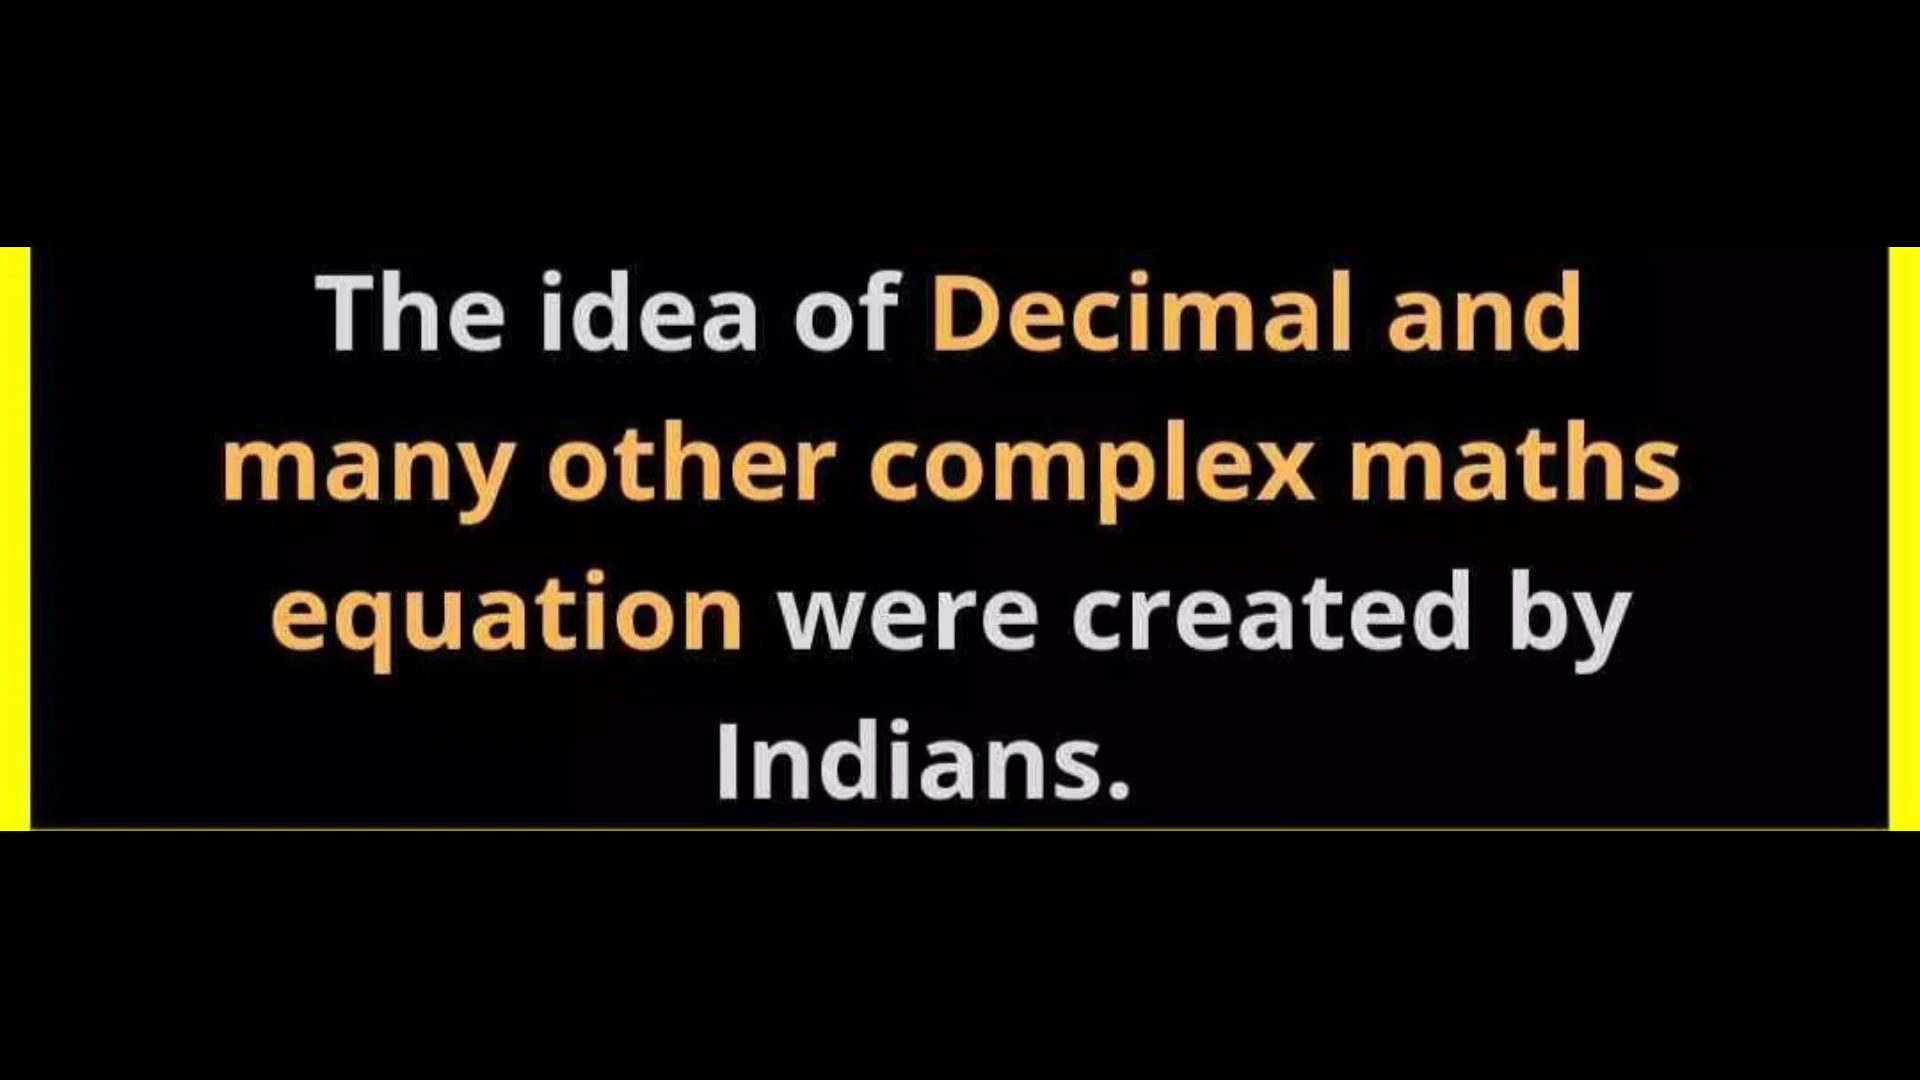 The idea of Decimal and
many other complex maths
equation were created by
Indians.